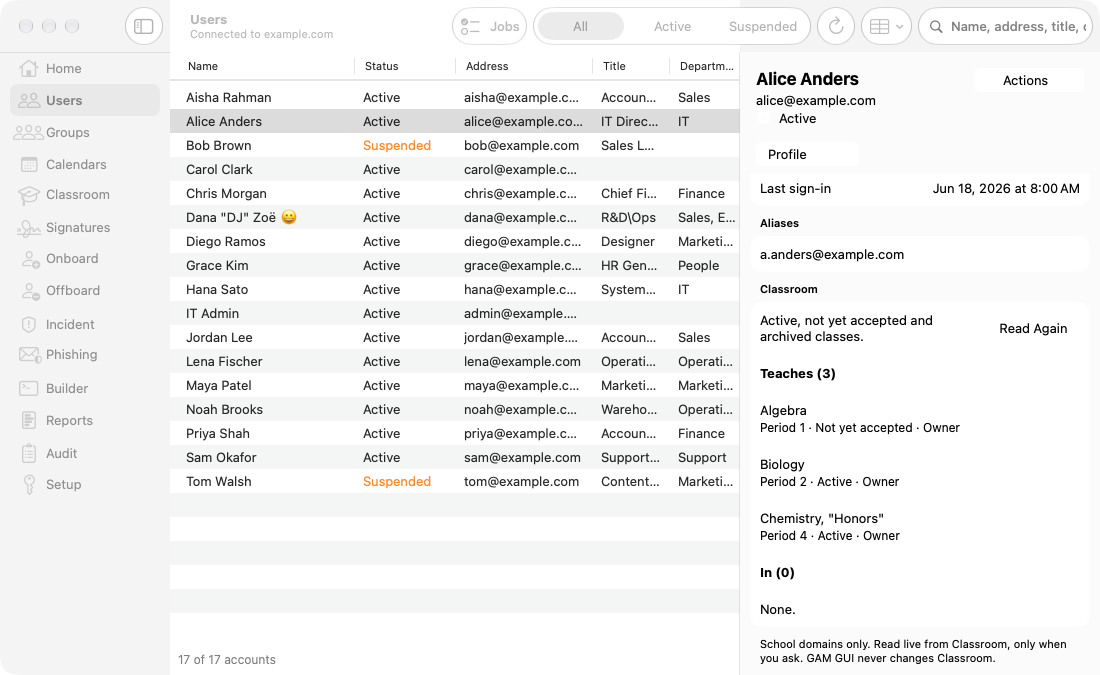 Users
Connected to example.com
Jobs
All
Active
Suspended
Name, address, title, c
Home
Users
Groups
Calendars
Classroom
Signatures
Onboard
Offboard
Incident
Phishing
Builder
Reports
Audit
Setup
Name Status Address Title Departm...
Aisha Rahman Active aisha@example.c... Accoun... Sales
Alice Anders Active alice@example.co... IT Direc... IT
Bob Brown Suspended bob@example.com Sales L...
Carol Clark Active carol@example.c...
Chris Morgan Active chris@example.c... Chief Fi... Finance
Dana "DJ" Zoë 😀 Active dana@example.c... R&D\Ops Sales, E...
Diego Ramos Active diego@example.c... Designer Marketi...
Grace Kim Active grace@example.c... HR Gen... People
Hana Sato Active hana@example.c... System... IT
IT Admin Active admin@example....
Jordan Lee Active jordan@example.... Accoun... Sales
Lena Fischer Active lena@example.com Operati... Operati...
Maya Patel Active maya@example.c... Marketi... Marketi...
Noah Brooks Active noah@example.c... Wareho... Operati...
Priya Shah Active priya@example.c... Accoun... Finance
Sam Okafor Active sam@example.com Support... Support
Tom Walsh Suspended tom@example.com Content... Marketi...
17 of 17 accounts
Alice Anders
Actions
alice@example.com
Active
Profile
Last sign-in Jun 18, 2026 at 8:00 AM
Aliases
a.anders@example.com
Classroom
Active, not yet accepted and
archived classes.
Read Again
Teaches (3)
Algebra
Period 1 · Not yet accepted · Owner
Biology
Period 2 · Active · Owner
Chemistry, "Honors"
Period 4 · Active · Owner
In (0)
None.
School domains only. Read live from Classroom, only when
you ask. GAM GUI never changes Classroom.